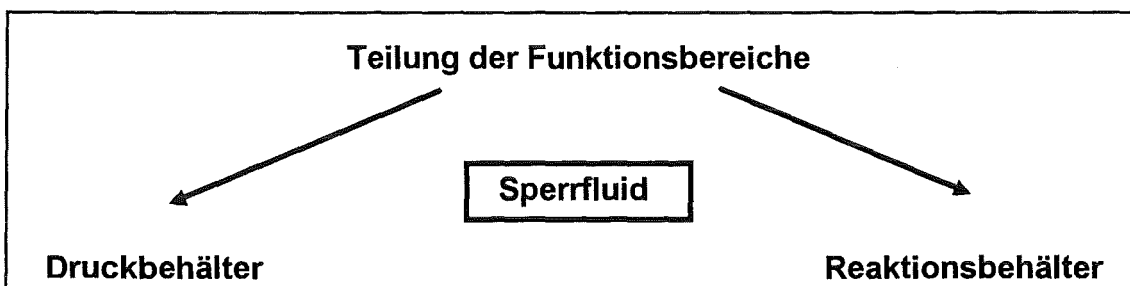 Teilung der Funktionsbereiche
Sperrfluid
Druckbehälter
Reaktionsbehälter